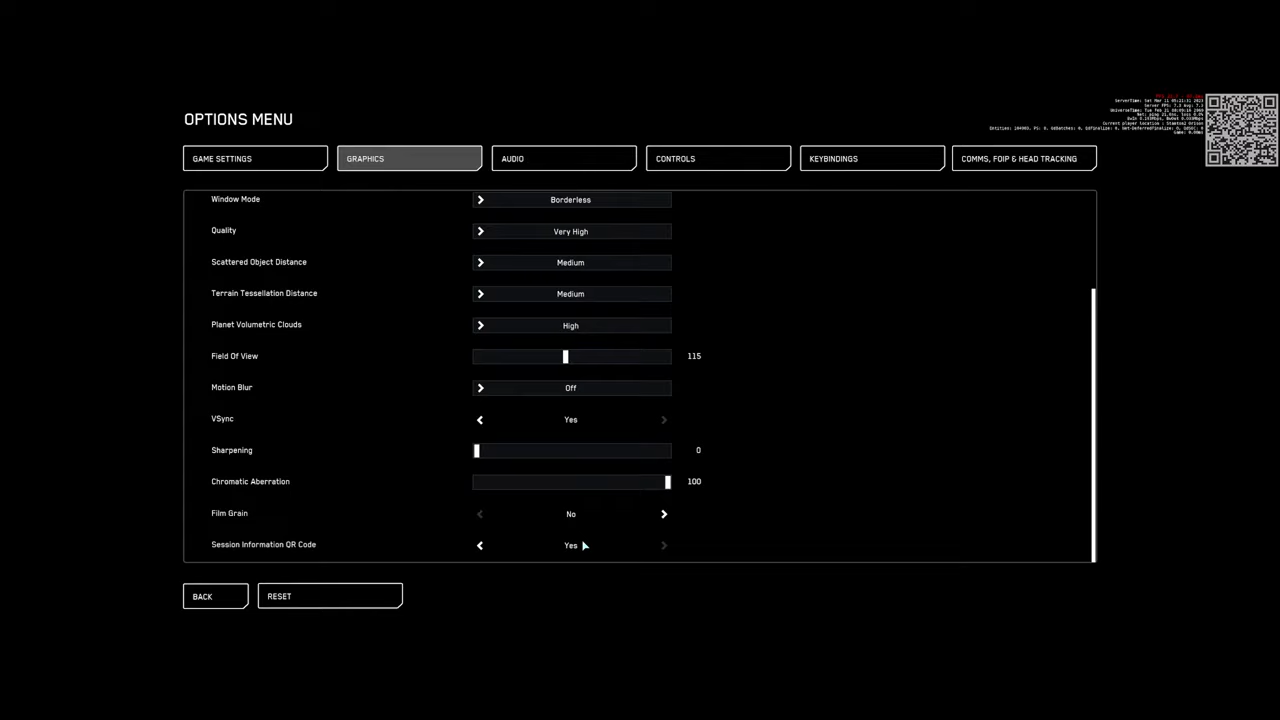 OPTIONS MENU
GAME SETTINGS
GRAPHICS
AUDIO
CONTROLS
KEYBINDINGS
COMMS, FOIP & HEAD TRACKING
Window Mode
Borderless
Quality
Very High
Scattered Object Distance
Medium
Terrain Tessellation Distance
Medium
Planet Volumetric Clouds
High
Field Of View
115
Motion Blur
Off
VSync
Yes
Sharpening
0
Chromatic Aberration
100
Film Grain
No
Session Information QR Code
Yes
BACK
RESET